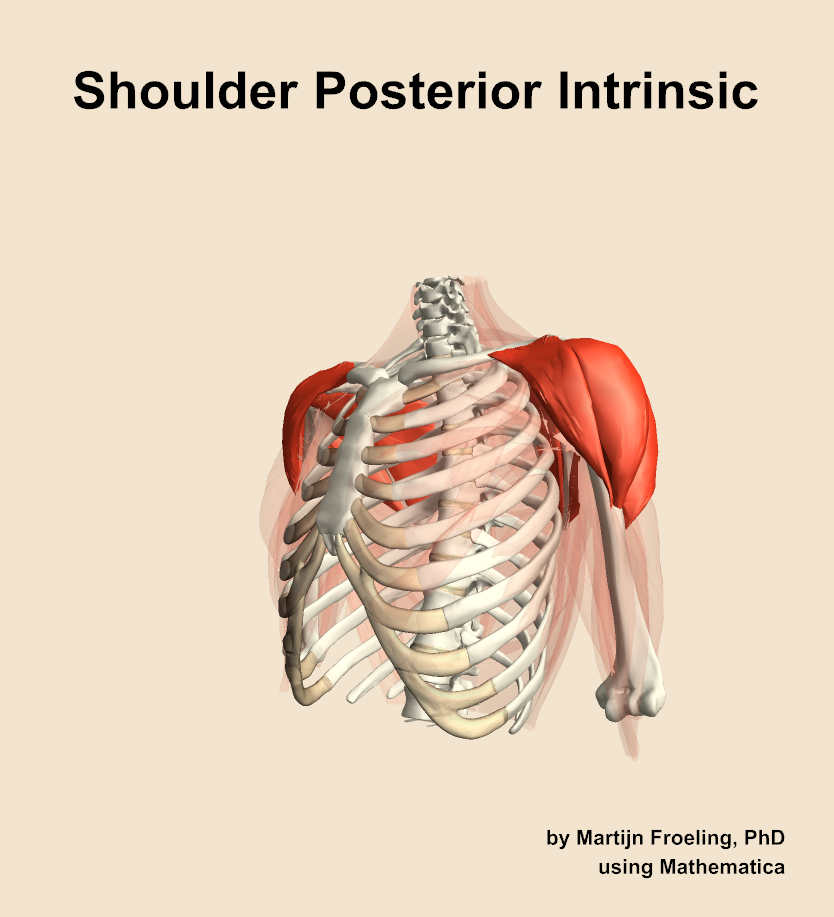 Shoulder Posterior Intrinsic
by Martijn Froeling, PhD
using Mathematica